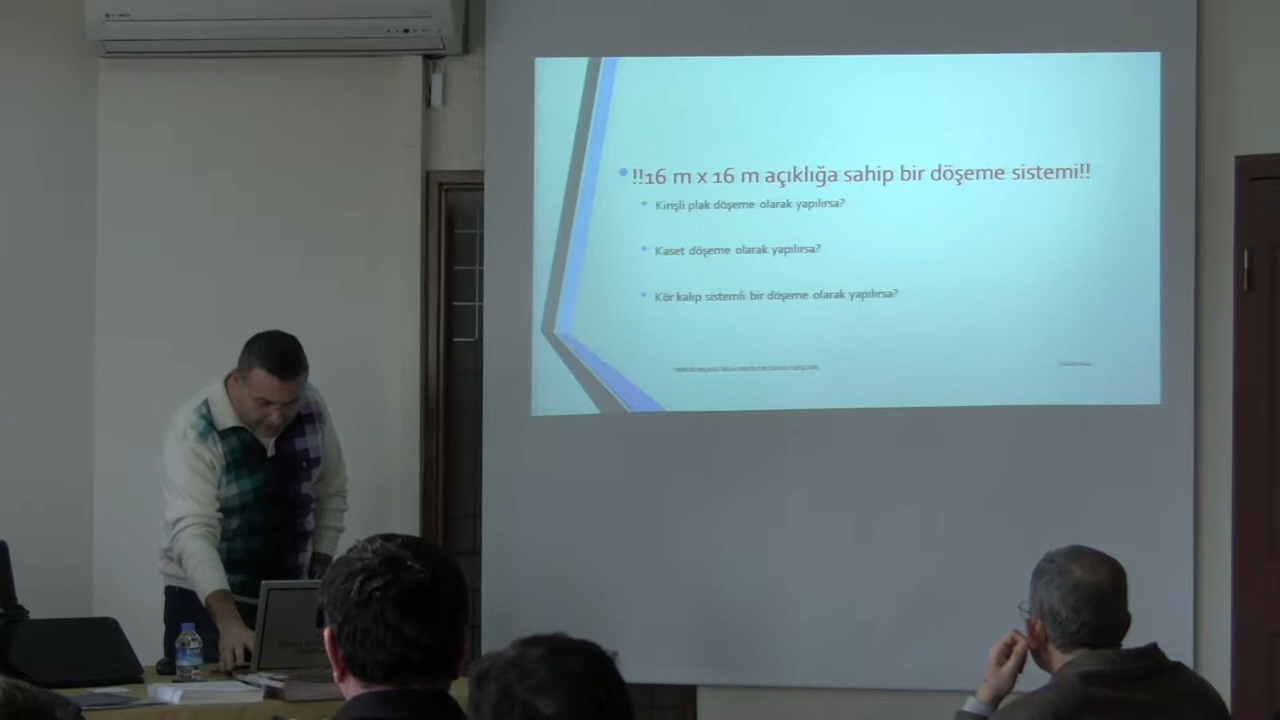 !!16 m x 16 m açıklığa sahip bir döşeme sistemi!!
Kirişli plak döşeme olarak yapılırsa?
Kaset döşeme olarak yapılırsa?
Kör kalıp sistemli bir döşeme olarak yapılırsa?